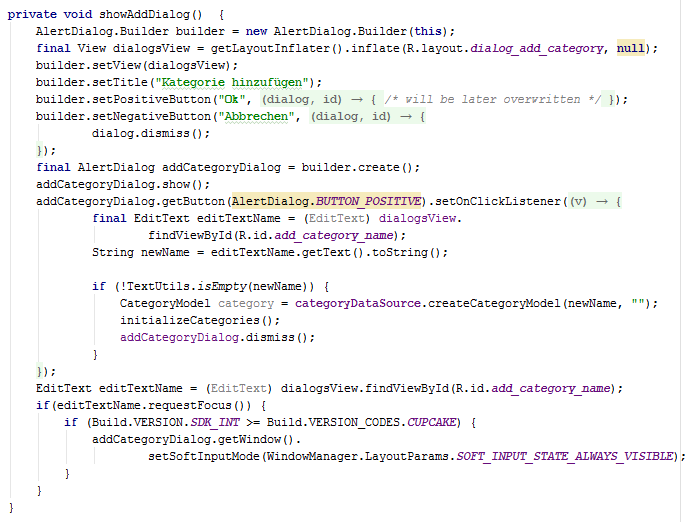 private void showAddDialog()  {
    AlertDialog.Builder builder = new AlertDialog.Builder(this);
    final View dialogsView = getLayoutInflater().inflate(R.layout.dialog_add_category, null);
    builder.setView(dialogsView);
    builder.setTitle("Kategorie hinzufügen");
    builder.setPositiveButton("Ok", (dialog, id) → { /* will be later overwritten */ });
    builder.setNegativeButton("Abbrechen", (dialog, id) → {
            dialog.dismiss();
    });
    final AlertDialog addCategoryDialog = builder.create();
    addCategoryDialog.show();
    addCategoryDialog.getButton(AlertDialog.BUTTON_POSITIVE).setOnClickListener((v) → {
            final EditText editTextName = (EditText) dialogsView.
                    findViewById(R.id.add_category_name);
            String newName = editTextName.getText().toString();

            if (!TextUtils.isEmpty(newName)) {
                CategoryModel category = categoryDataSource.createCategoryModel(newName, "");
                initializeCategories();
                addCategoryDialog.dismiss();
            }
    });
    EditText editTextName = (EditText) dialogsView.findViewById(R.id.add_category_name);
    if(editTextName.requestFocus()) {
        if (Build.VERSION.SDK_INT >= Build.VERSION_CODES.CUPCAKE) {
            addCategoryDialog.getWindow().
                    setSoftInputMode(WindowManager.LayoutParams.SOFT_INPUT_STATE_ALWAYS_VISIBLE);
        }
    }
}